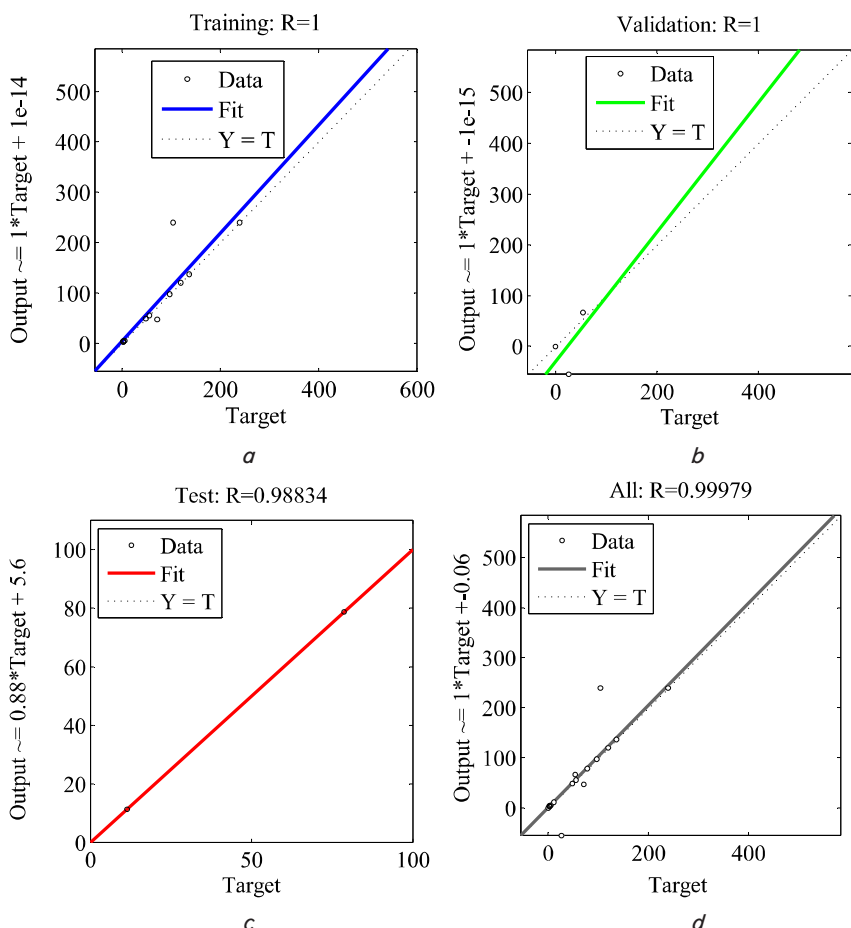 Training: R=1
Output ~= 1*Target + 1e-14
500
400
300
200
100
0
Data
Fit
Y = T
0 200 400 600
Target
a
Validation: R=1
Output ~= 1*Target + -1e-15
500
400
300
200
100
0
Data
Fit
Y = T
0 200 400
Target
b
Test: R=0.98834
Output ~= 0.88*Target + 5.6
100
80
60
40
20
0
Data
Fit
Y = T
0 50 100
Target
c
All: R=0.99979
Output ~= 1*Target +-0.06
500
400
300
200
100
0
Data
Fit
Y = T
0 200 400
Target
d